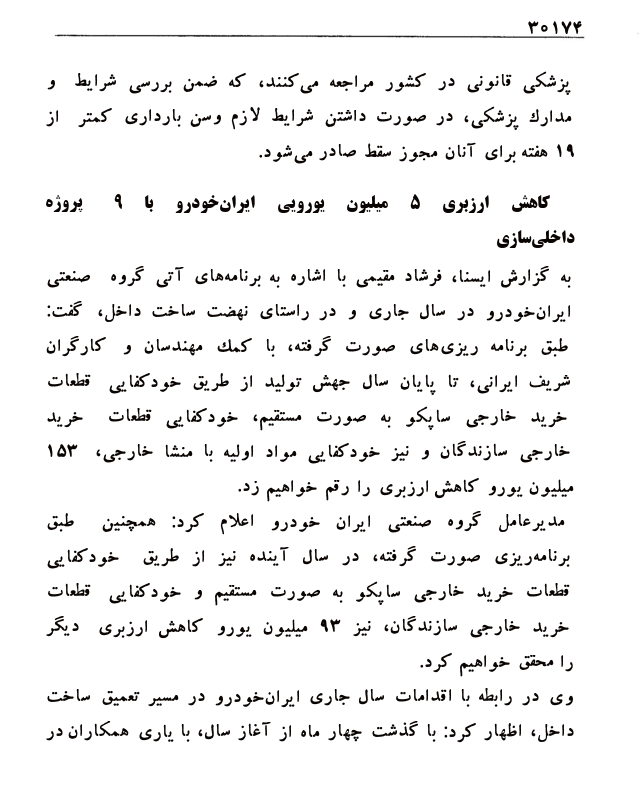 ۳۰۱۷۴
پزشکی قانونی در کشور مراجعه می‌کنند، که ضمن بررسی شرایط و
مدارك پزشکی، در صورت داشتن شرایط لازم وسن بارداری کمتر از
۱۹ هفته برای آنان مجوز سقط صادر می‌شود.
کاهش ارزبری ۵ میلیون یورویی ایران‌خودرو با ۹ پروژه
داخلی‌سازی
به گزارش ایسنا، فرشاد مقیمی با اشاره به برنامه‌های آتی گروه صنعتی
ایران‌خودرو در سال جاری و در راستای نهضت ساخت داخل، گفت:
طبق برنامه ریزی‌های صورت گرفته، با کمك مهندسان و کارگران
شریف ایرانی، تا پایان سال جهش تولید از طریق خودکفایی قطعات
خرید خارجی ساپکو به صورت مستقیم، خودکفایی قطعات خرید
خارجی سازندگان و نیز خودکفایی مواد اولیه با منشا خارجی، ۱۵۳
میلیون یورو کاهش ارزبری را رقم خواهیم زد.
مدیرعامل گروه صنعتی ایران خودرو اعلام کرد: همچنین طبق
برنامه‌ریزی صورت گرفته، در سال آینده نیز از طریق خودکفایی
قطعات خرید خارجی ساپکو به صورت مستقیم و خودکفایی قطعات
خرید خارجی سازندگان، نیز ۹۳ میلیون یورو کاهش ارزبری دیگر
را محقق خواهیم کرد.
وی در رابطه با اقدامات سال جاری ایران‌خودرو در مسیر تعمیق ساخت
داخل، اظهار کرد: با گذشت چهار ماه از آغاز سال، با یاری همکاران در